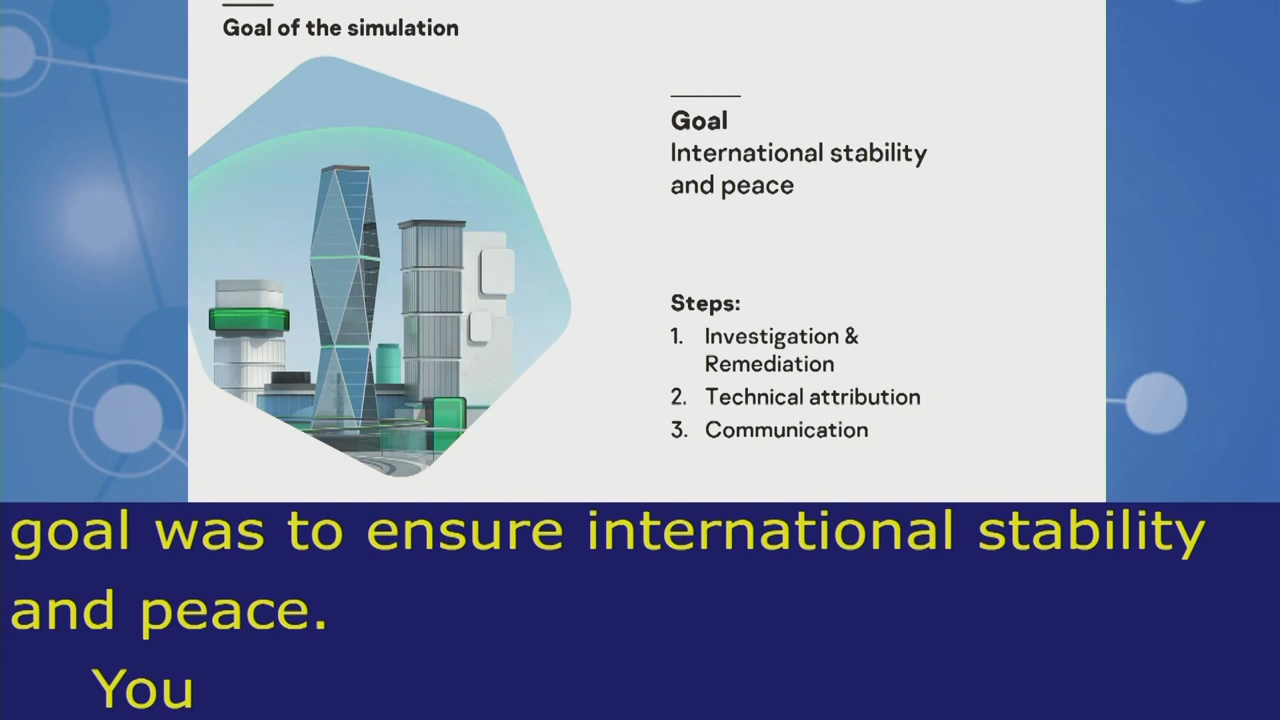 Goal of the simulation
Goal
International stability
and peace
Steps:
1. Investigation &
Remediation
2. Technical attribution
3. Communication
goal was to ensure international stability
and peace.
You